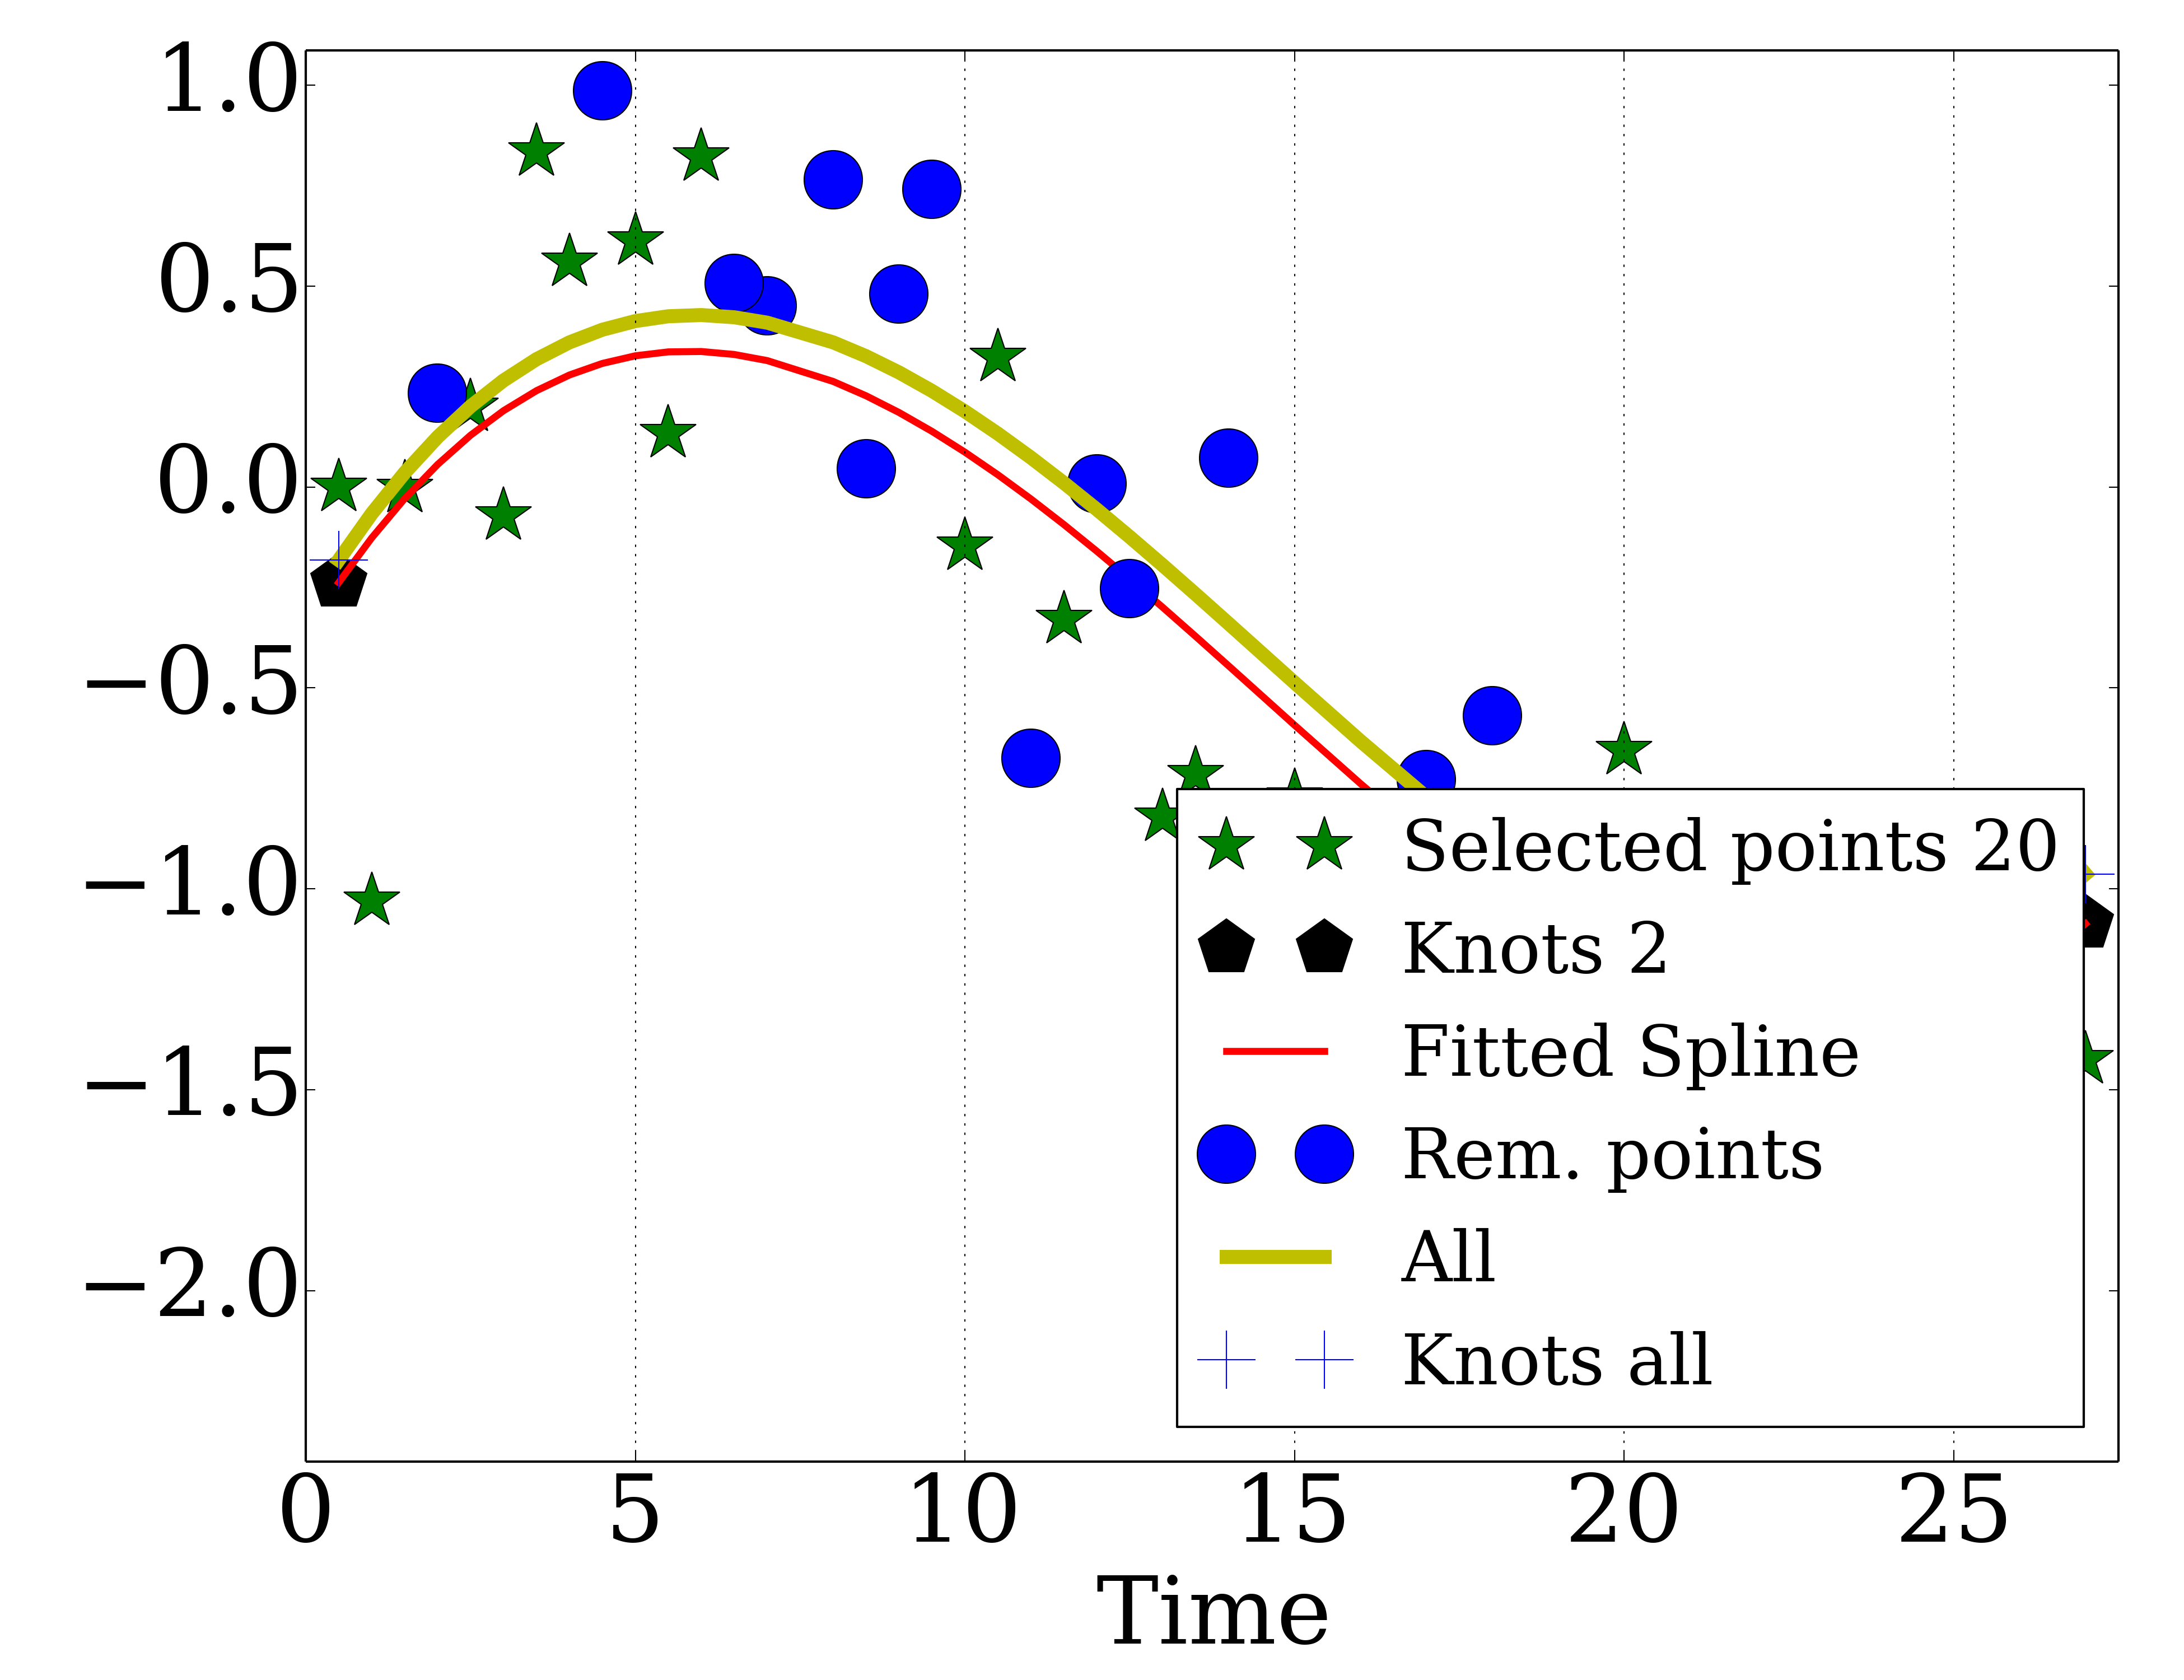 1.0
0.5
0.0
−0.5
−1.0
−1.5
−2.0
Selected points 20
Knots 2
Fitted Spline
Rem. points
All
Knots all
0 5 10 15 20 25
Time